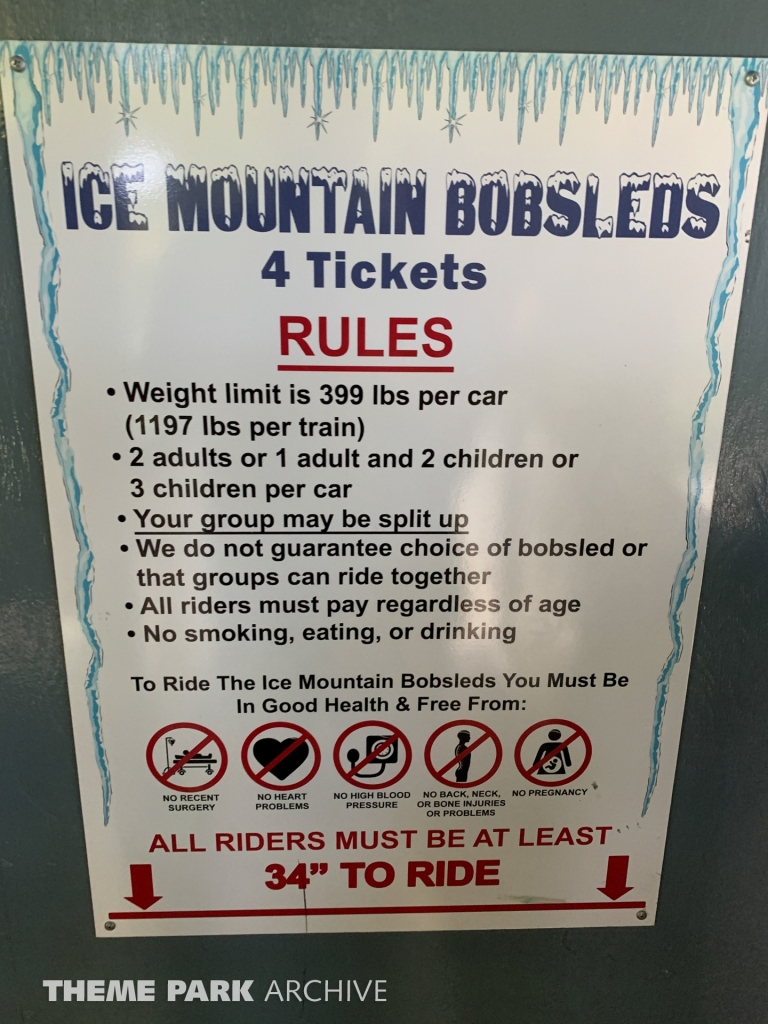 ICE MOUNTAIN BOBSLEDS
4 Tickets
RULES
• Weight limit is 399 lbs per car
(1197 lbs per train)
• 2 adults or 1 adult and 2 children or
3 children per car
• Your group may be split up
• We do not guarantee choice of bobsled or
that groups can ride together
• All riders must pay regardless of age
• No smoking, eating, or drinking
To Ride The Ice Mountain Bobsleds You Must Be
In Good Health & Free From:
NO RECENT
SURGERY
NO HEART
PROBLEMS
NO HIGH BLOOD
PRESSURE
NO BACK, NECK,
OR BONE INJURIES
OR PROBLEMS
NO PREGNANCY
ALL RIDERS MUST BE AT LEAST
34” TO RIDE
THEME PARK ARCHIVE